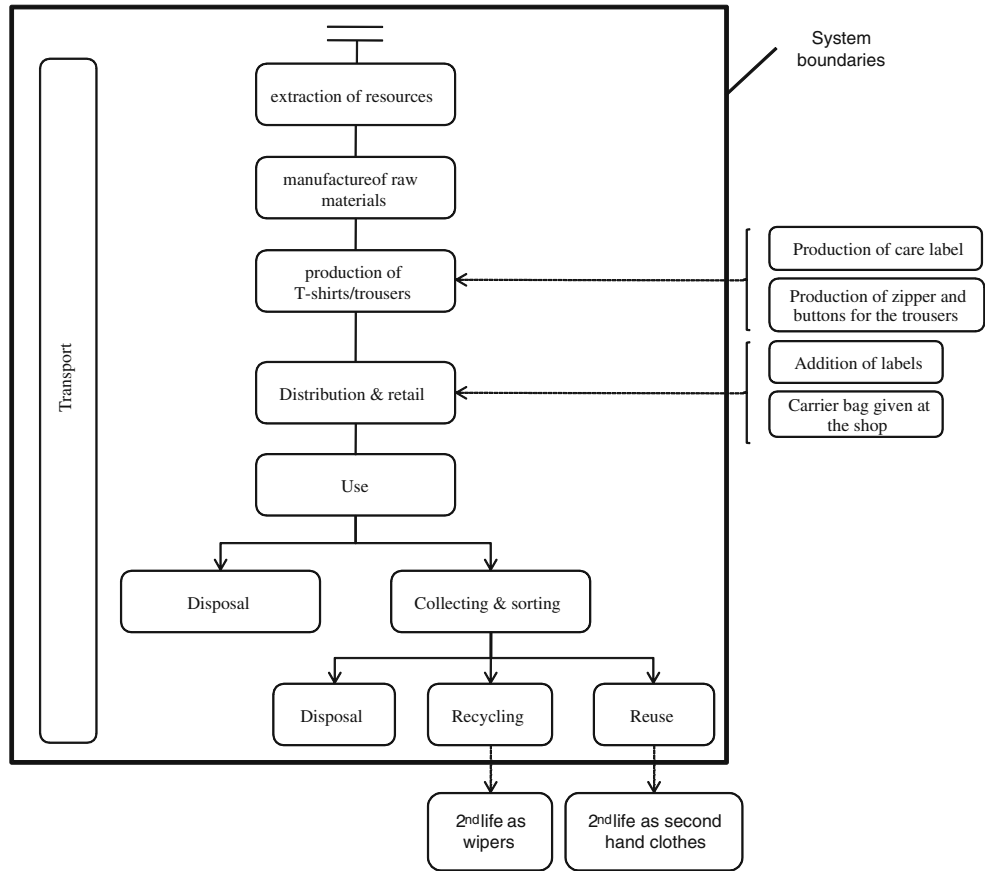 System
boundaries
extraction of resources
manufactureof raw
materials
production of
T-shirts/trousers
Production of care label
Production of zipper and
buttons for the trousers
Transport
Distribution & retail
Addition of labels
Carrier bag given at
the shop
Use
Disposal
Collecting & sorting
Disposal
Recycling
Reuse
2nd life as
wipers
2nd life as second
hand clothes